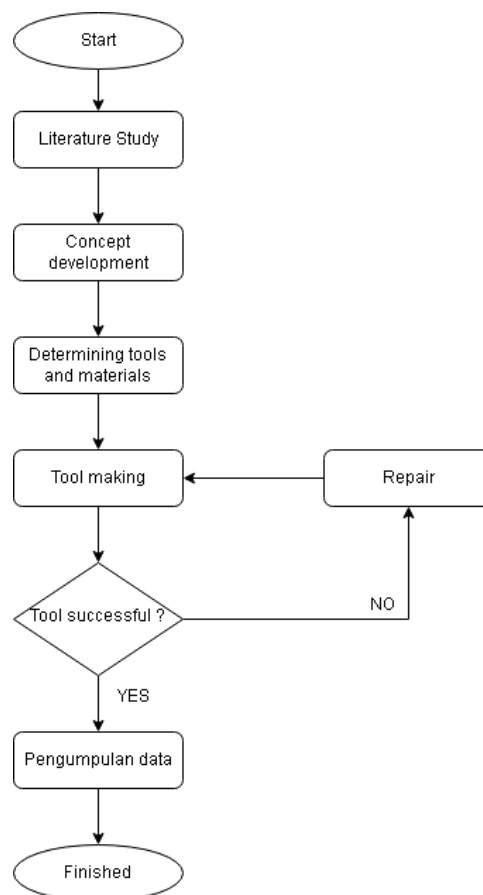 Start
Literature Study
Concept
development
Determining tools
and materials
Tool making
Repair
Tool successful ?
NO
YES
Pengumpulan data
Finished